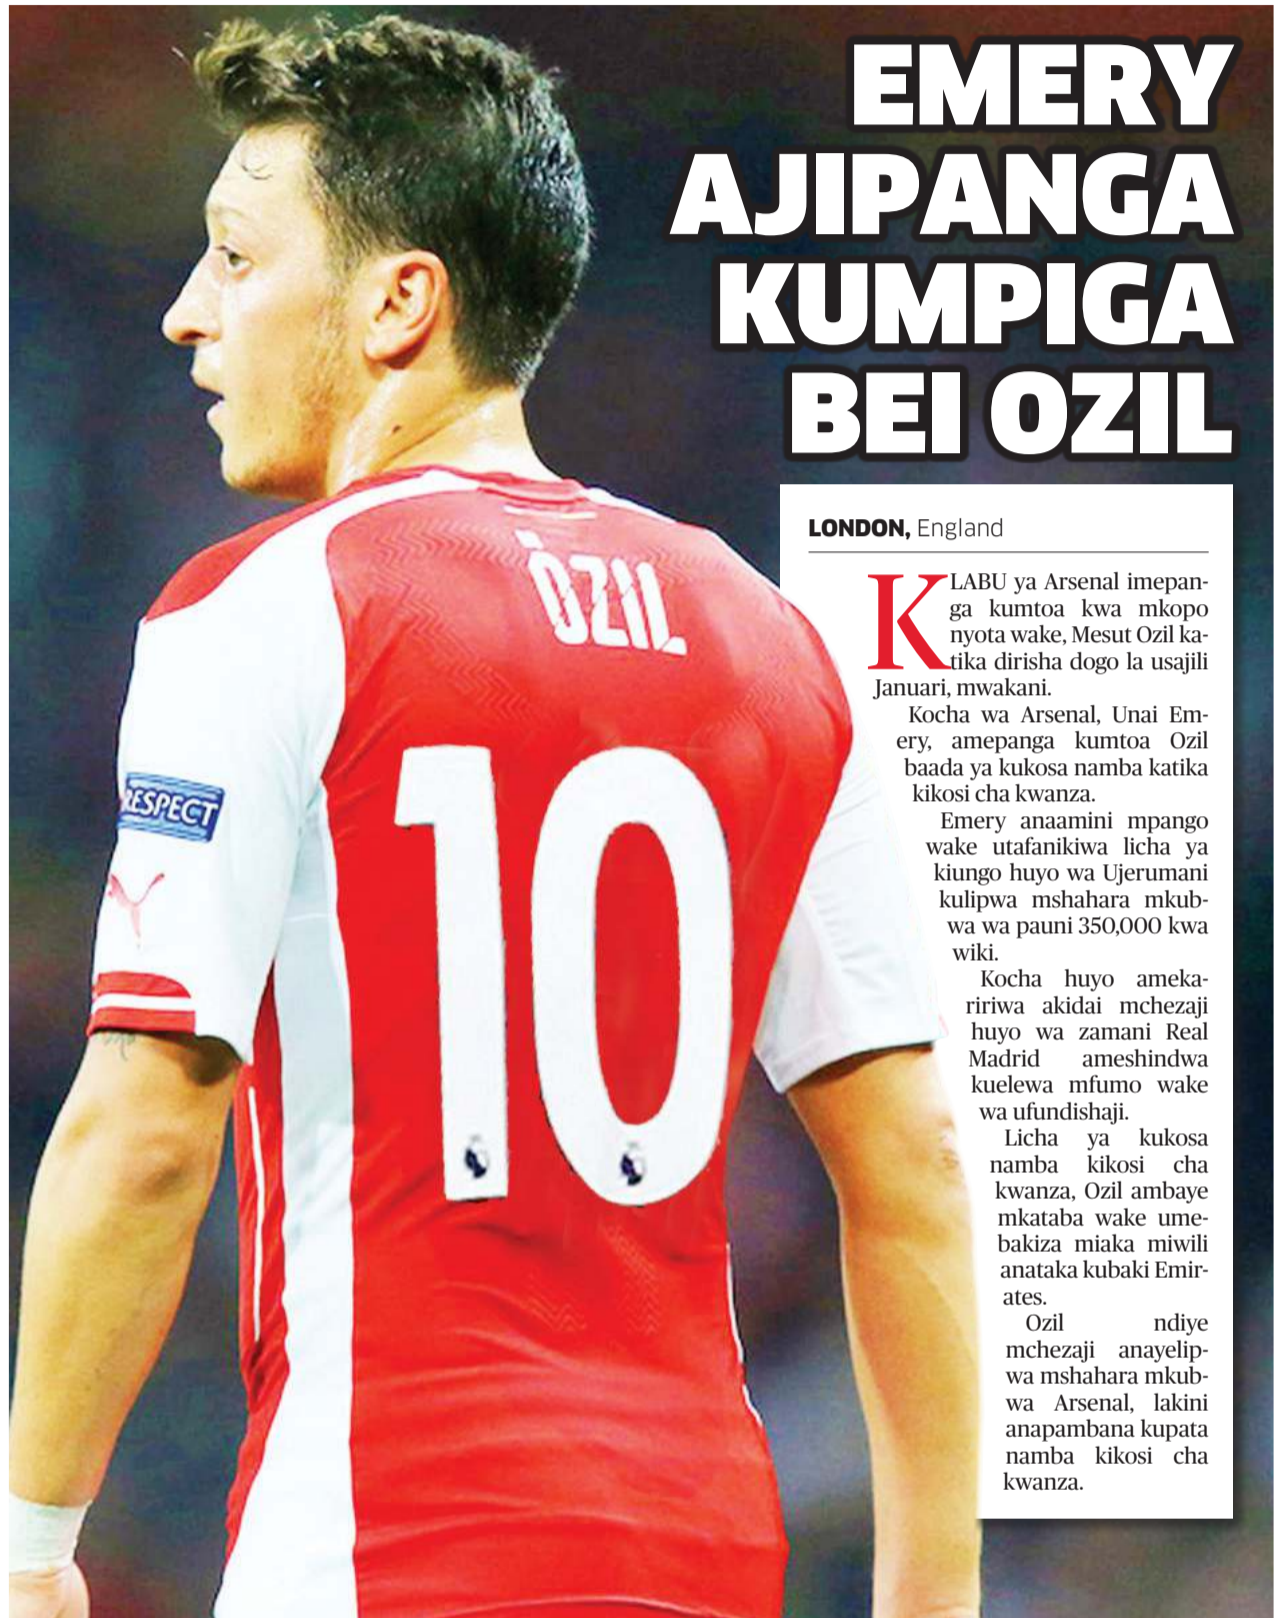 EMERY
AJIPANGA
KUMPIGA
BEI OZIL
ÖZIL
10
RESPECT
LONDON, England
KLABU ya Arsenal imepan-
ga kumtoa kwa mkopo
nyota wake, Mesut Ozil ka-
tika dirisha dogo la usajili
Januari, mwakani.
Kocha wa Arsenal, Unai Em-
ery, amepanga kumtoa Ozil
baada ya kukosa namba katika
kikosi cha kwanza.
Emery anaamini mpango
wake utafanikiwa licha ya
kiungo huyo wa Ujerumani
kulipwa mshahara mkub-
wa wa pauni 350,000 kwa
wiki.
Kocha huyo ameka-
ririwa akidai mchezaji
huyo wa zamani Real
Madrid ameshindwa
kuelewa mfumo wake
wa ufundishaji.
Licha ya kukosa
namba kikosi cha
kwanza, Ozil ambaye
mkataba wake ume-
bakiza miaka miwili
anataka kubaki Emir-
ates.
Ozil ndiye
mchezaji anayelip-
wa mshahara mkub-
wa Arsenal, lakini
anapambana kupata
namba kikosi cha
kwanza.